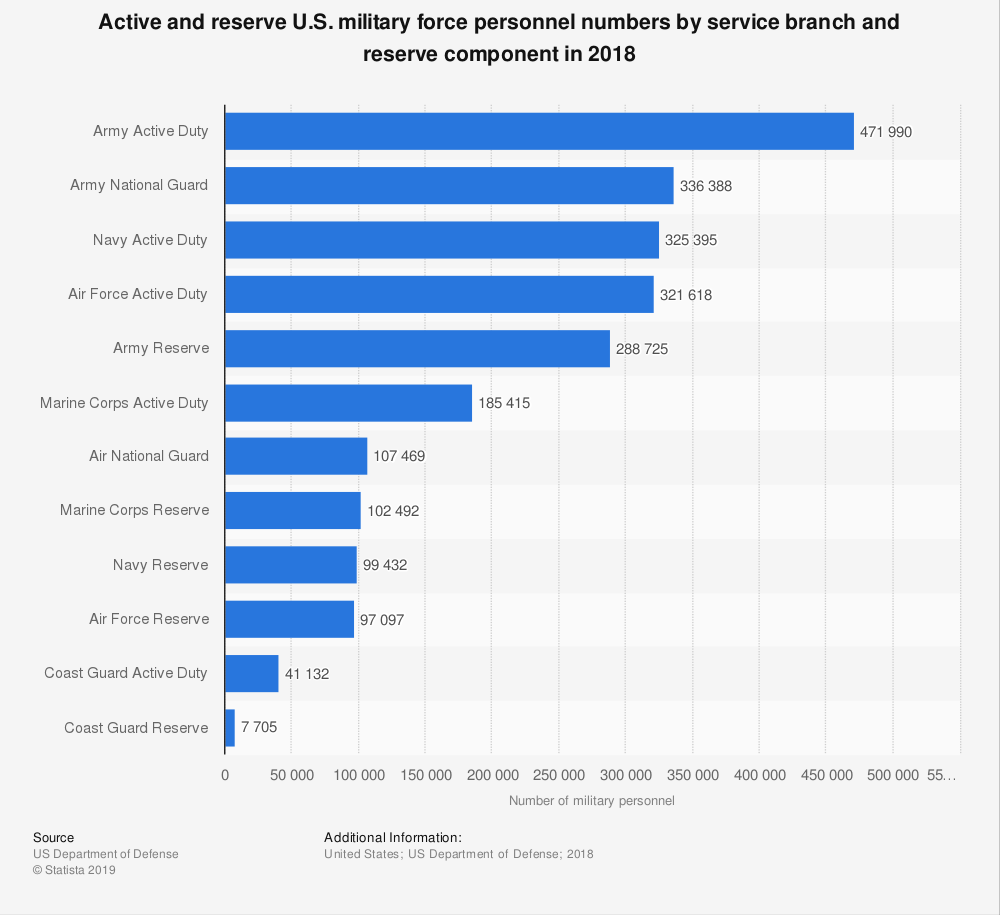 Active and reserve U.S. military force personnel numbers by service branch and
reserve component in 2018
Army Active Duty 471 990
Army National Guard 336 388
Navy Active Duty 325 395
Air Force Active Duty 321 618
Army Reserve 288 725
Marine Corps Active Duty 185 415
Air National Guard 107 469
Marine Corps Reserve 102 492
Navy Reserve 99 432
Air Force Reserve 97 097
Coast Guard Active Duty 41 132
Coast Guard Reserve 7 705
0 50 000 100 000 150 000 200 000 250 000 300 000 350 000 400 000 450 000 500 000 55…
Number of military personnel
Source
US Department of Defense
© Statista 2019
Additional Information:
United States; US Department of Defense; 2018